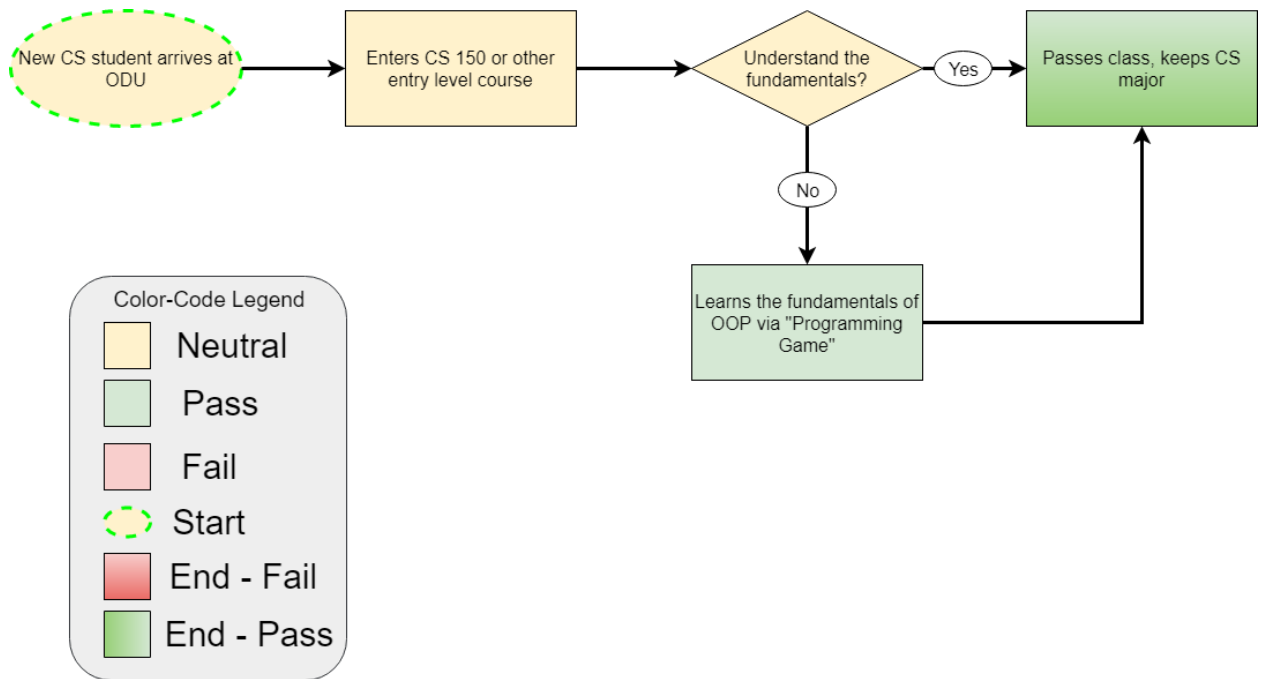 New CS student arrives at
ODU
Enters CS 150 or other
entry level course
Understand the
fundamentals?
Yes
Passes class, keeps CS
major
No
Learns the fundamentals of
OOP via "Programming
Game"
Color-Code Legend
Neutral
Pass
Fail
Start
End - Fail
End - Pass